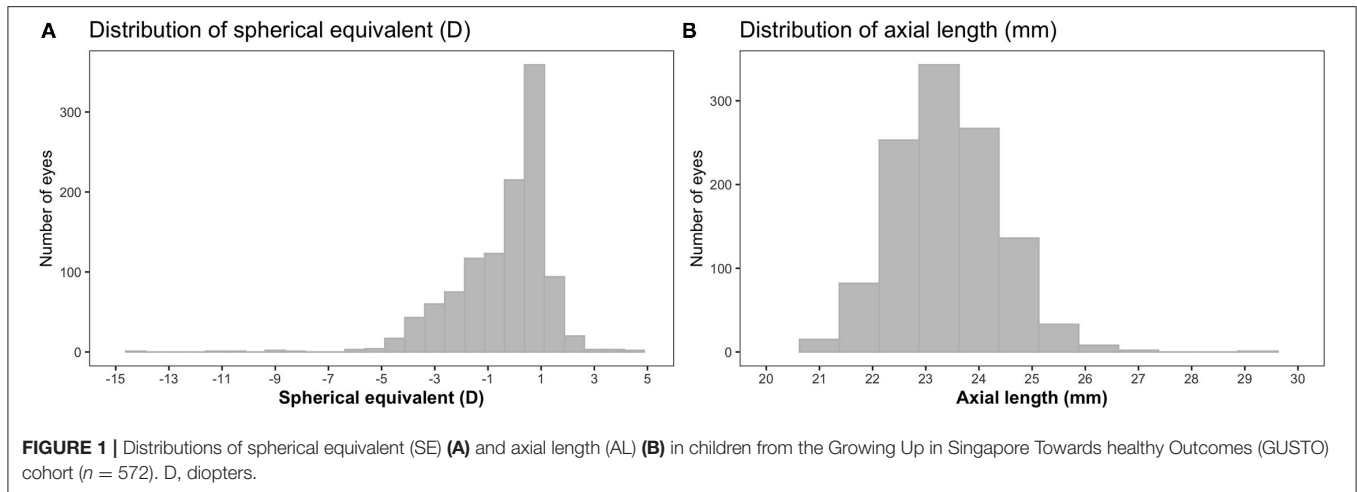 A Distribution of spherical equivalent (D)
300
200
100
0
Number of eyes
-15 -13 -11 -9 -7 -5 -3 -1 1 3 5
Spherical equivalent (D)
B Distribution of axial length (mm)
300
200
100
0
Number of eyes
20 21 22 23 24 25 26 27 28 29 30
Axial length (mm)
FIGURE 1 | Distributions of spherical equivalent (SE) (A) and axial length (AL) (B) in children from the Growing Up in Singapore Towards healthy Outcomes (GUSTO)
cohort (n = 572). D, diopters.